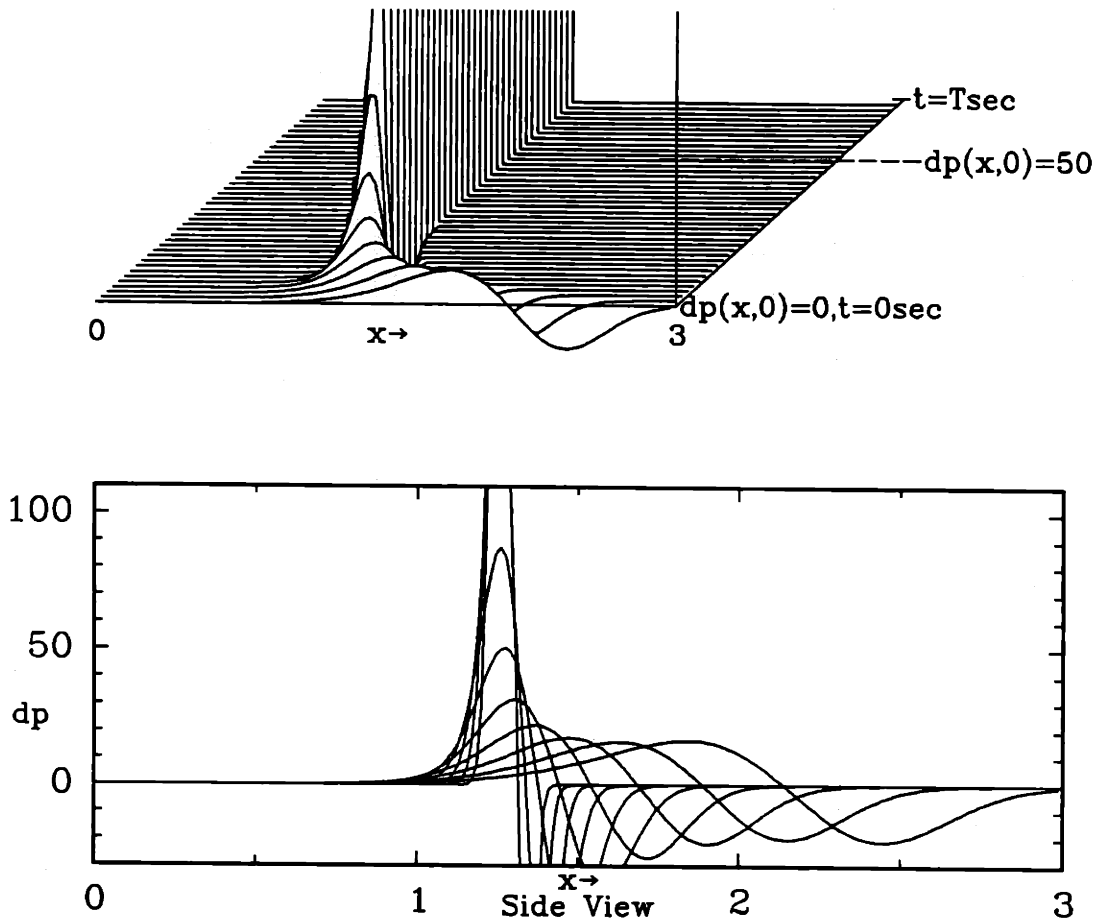 t=Tsec
dp(x,0)=50
dp(x,0)=0,t=0sec
0
x→
3
100
50
dp
0
0
1
x→
2
3
Side View